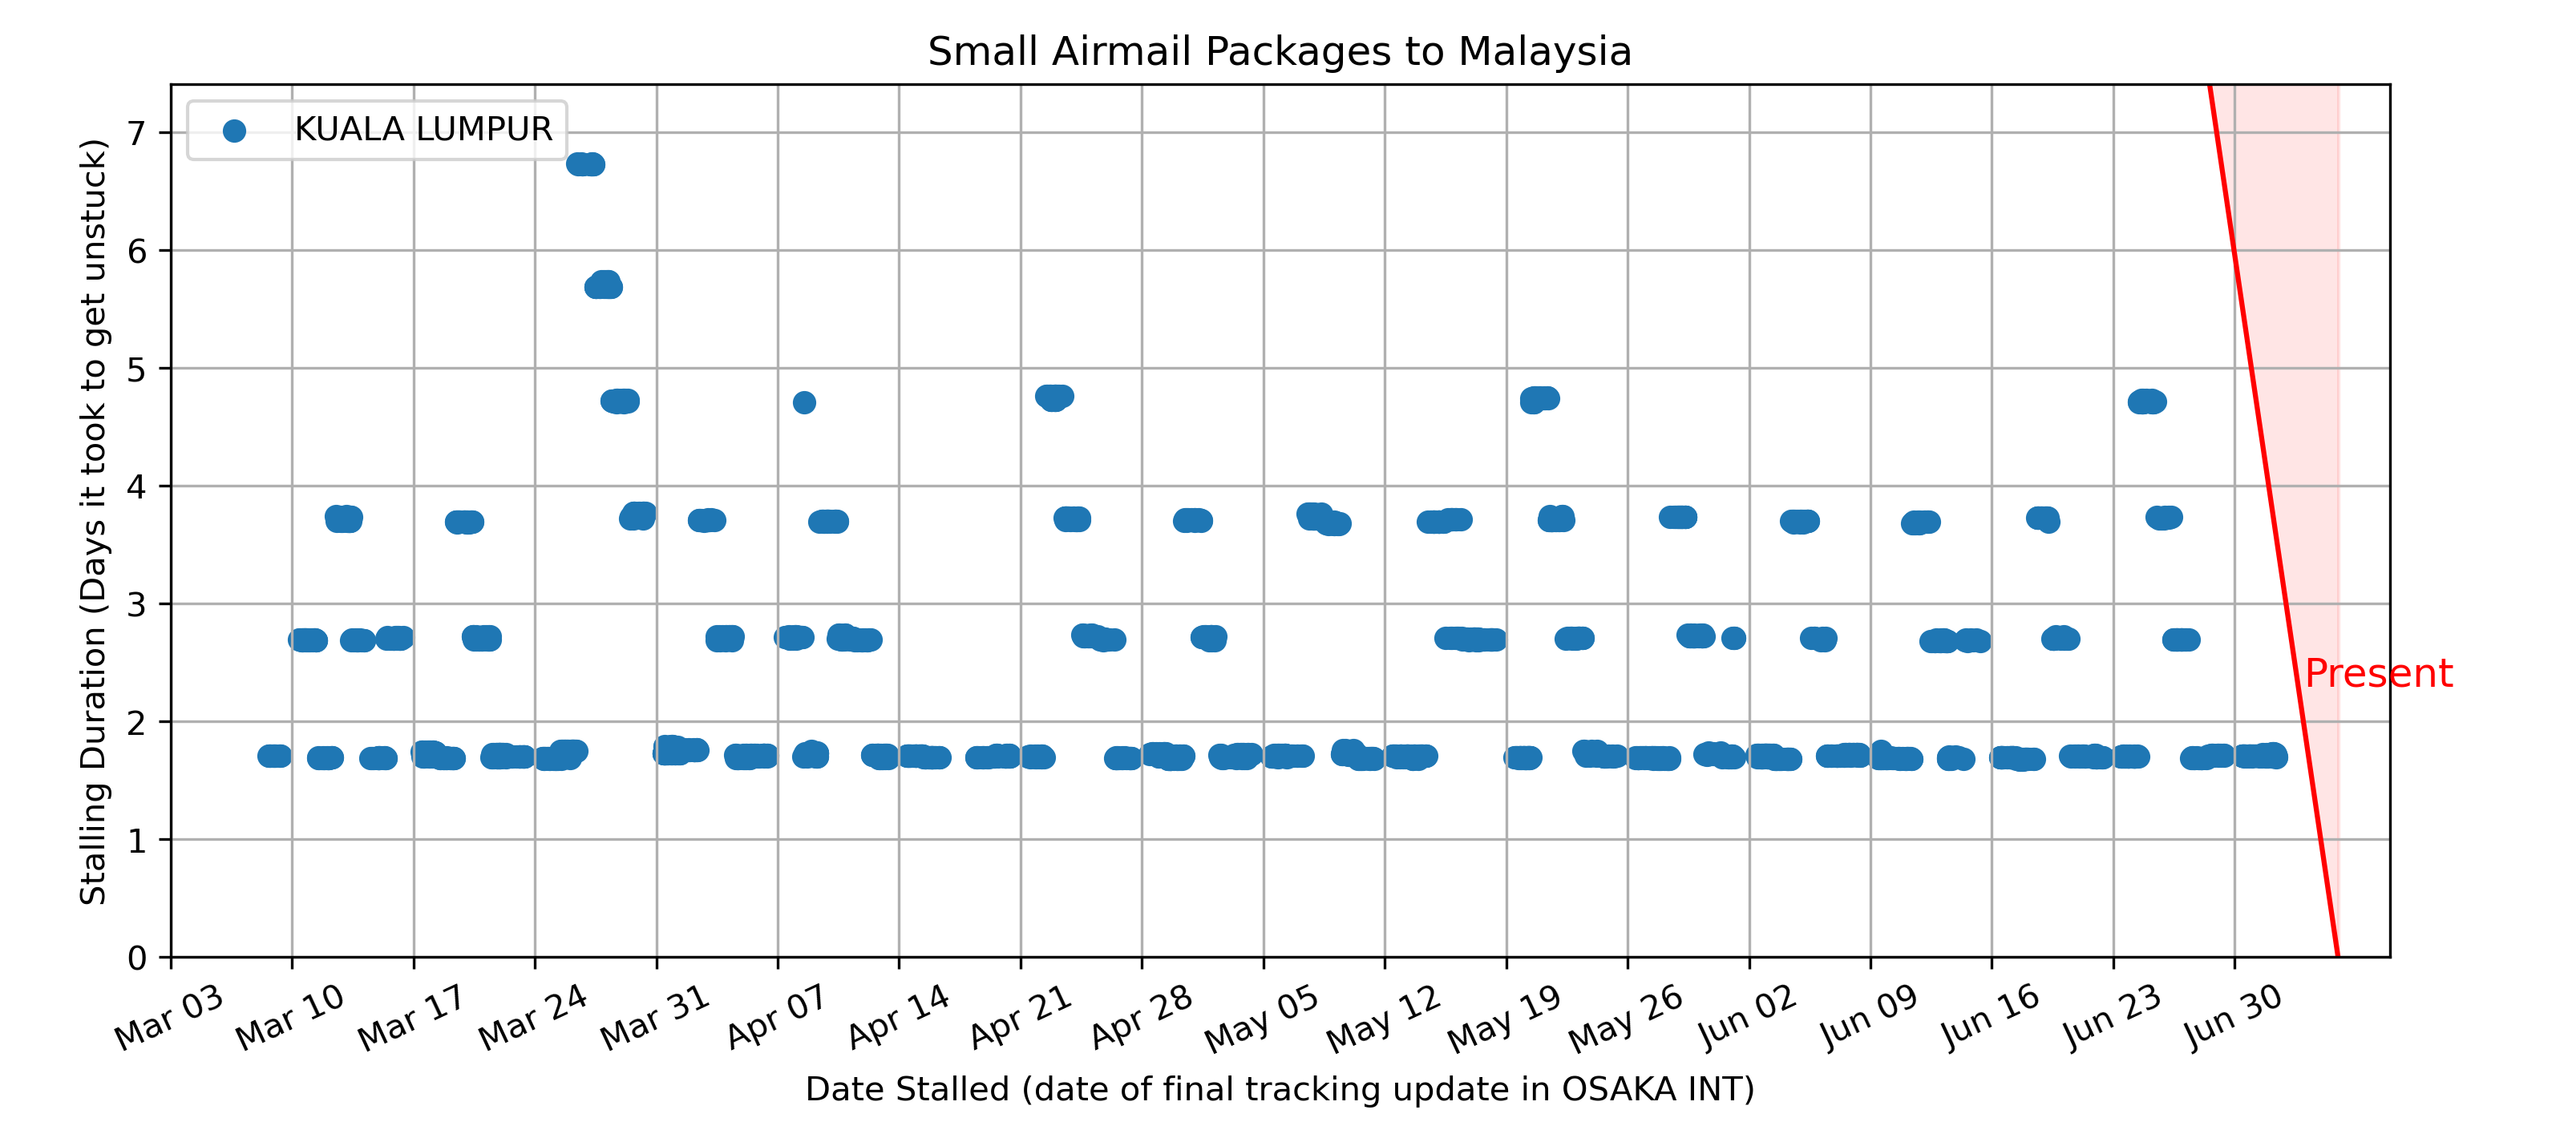 Small Airmail Packages to Malaysia
KUALA LUMPUR
Stalling Duration (Days it took to get unstuck)
7
6
5
4
3
2
1
0
Present
Mar 03
Mar 10
Mar 17
Mar 24
Mar 31
Apr 07
Apr 14
Apr 21
Apr 28
May 05
May 12
May 19
May 26
Jun 02
Jun 09
Jun 16
Jun 23
Jun 30
Date Stalled (date of final tracking update in OSAKA INT)